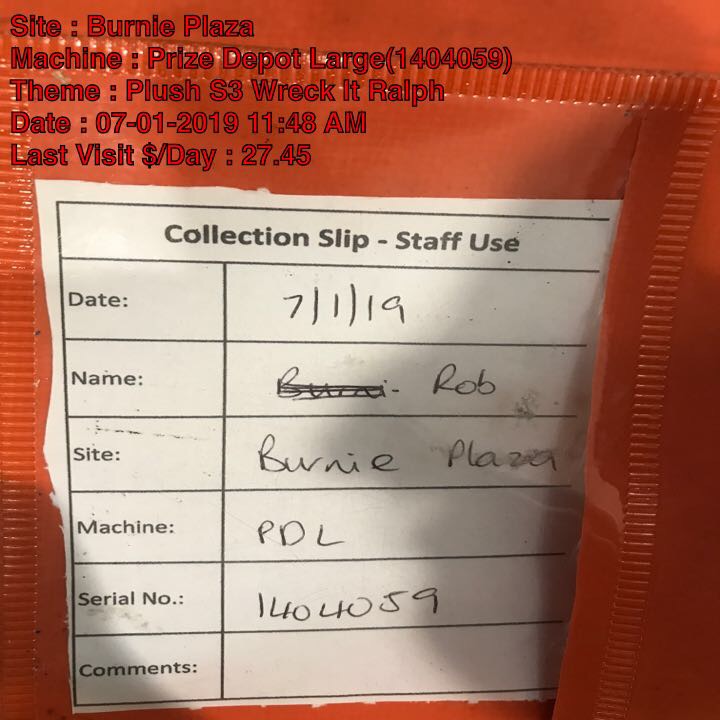 Site : Burnie Plaza
Machine : Prize Depot Large(1404059)
Theme : Plush S3 Wreck It Ralph
Date : 07-01-2019 11:48 AM
Last Visit $/Day : 27.45
Collection Slip - Staff Use
Date: 7/1/19
Name: Burni- Rob
Site: Burnie Plaza
Machine: PDL
Serial No.: 1404059
Comments: